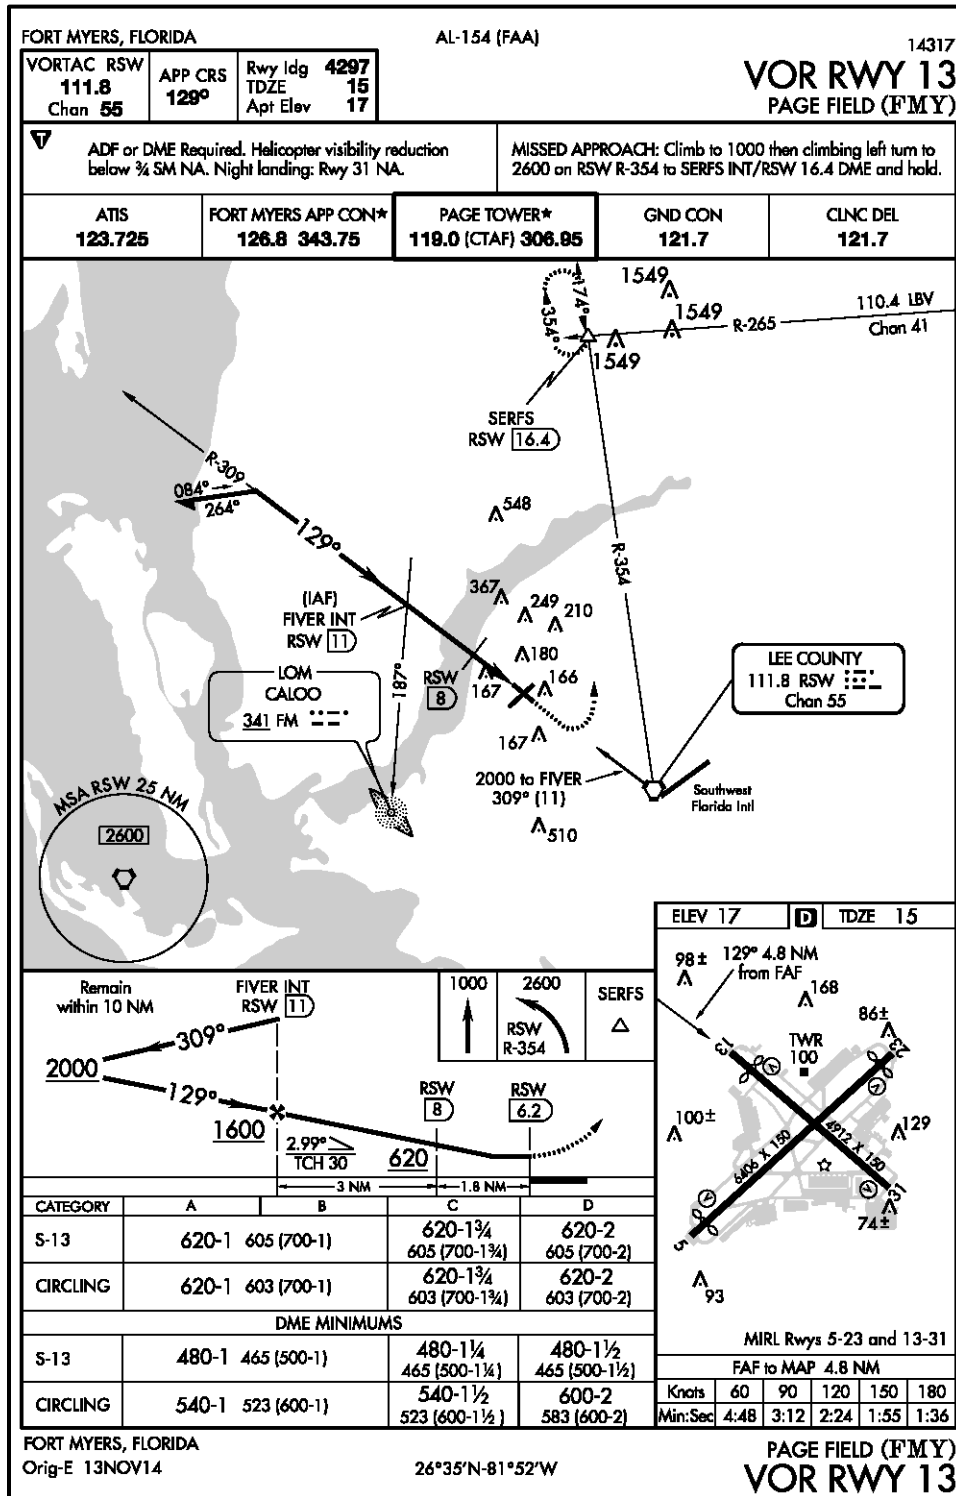 FORT MYERS, FLORIDA
AL-154 (FAA)
14317
VORTAC RSW
111.8
Chan 55
APP CRS
129°
Rwy ldg 4297
TDZE 15
Apt Elev 17
VOR RWY 13
PAGE FIELD (FMY)
T
ADF or DME Required. Helicopter visibility reduction
below ¾ SM NA. Night landing: Rwy 31 NA.
MISSED APPROACH: Climb to 1000 then climbing left turn to
2600 on RSW R-354 to SERFS INT/RSW 16.4 DME and hold.
ATIS
123.725
FORT MYERS APP CON★
126.8 343.75
PAGE TOWER★
119.0 (CTAF) 306.95
GND CON
121.7
CLNC DEL
121.7
1549
174°
354°
1549
110.4 LBV
R-265
Chan 41
1549
SERFS
RSW 16.4
R-309
084°
264°
129°
548
R-354
367
(IAF)
FIVER INT
RSW 11
249
210
180
LOM
CALOO
341 FM
187°
RSW
8
167
166
LEE COUNTY
111.8 RSW
Chan 55
167
2000 to FIVER
309° (11)
Southwest
Florida Intl
MSA RSW 25 NM
2600
510
ELEV 17
D
TDZE 15
98±
129° 4.8 NM
from FAF
168
86±
13
TWR
100
23
V
V
100±
129
6406 X 150
4912 X 150
V
V
31
74±
5
93
MIRL Rwys 5-23 and 13-31
FAF to MAP 4.8 NM
Knots 60 90 120 150 180
Min:Sec 4:48 3:12 2:24 1:55 1:36
Remain
within 10 NM
FIVER INT
RSW 11
1000
2600
RSW
R-354
SERFS
309°
2000
129°
1600
2.99°
TCH 30
RSW
8
RSW
6.2
620
3 NM
1.8 NM
CATEGORY A B C D
S-13 620-1 605 (700-1) 620-1¾ 605 (700-1¾) 620-2 605 (700-2)
CIRCLING 620-1 603 (700-1) 620-1¾ 603 (700-1¾) 620-2 603 (700-2)
DME MINIMUMS
S-13 480-1 465 (500-1) 480-1¼ 465 (500-1¼) 480-1½ 465 (500-1½)
CIRCLING 540-1 523 (600-1) 540-1½ 523 (600-1½) 600-2 583 (600-2)
FORT MYERS, FLORIDA
Orig-E 13NOV14
26°35'N-81°52'W
PAGE FIELD (FMY)
VOR RWY 13